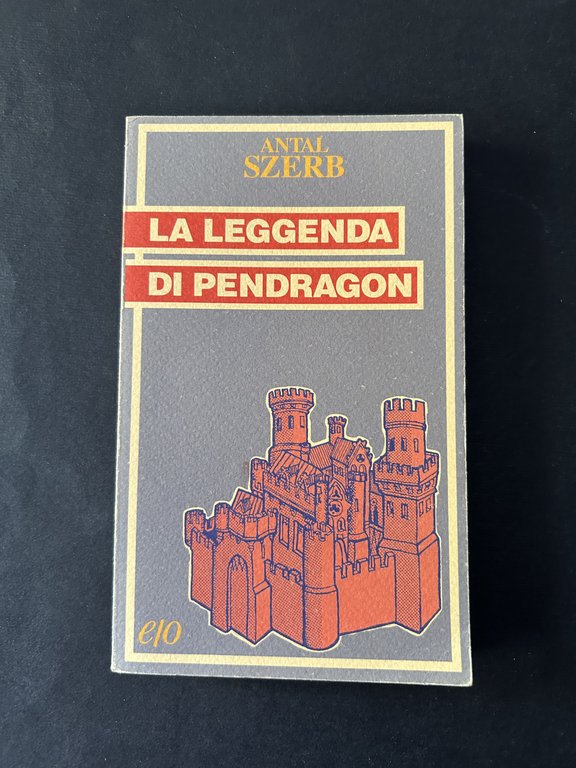 ANTAL
SZERB
LA LEGGENDA
DI PENDRAGON
e/o